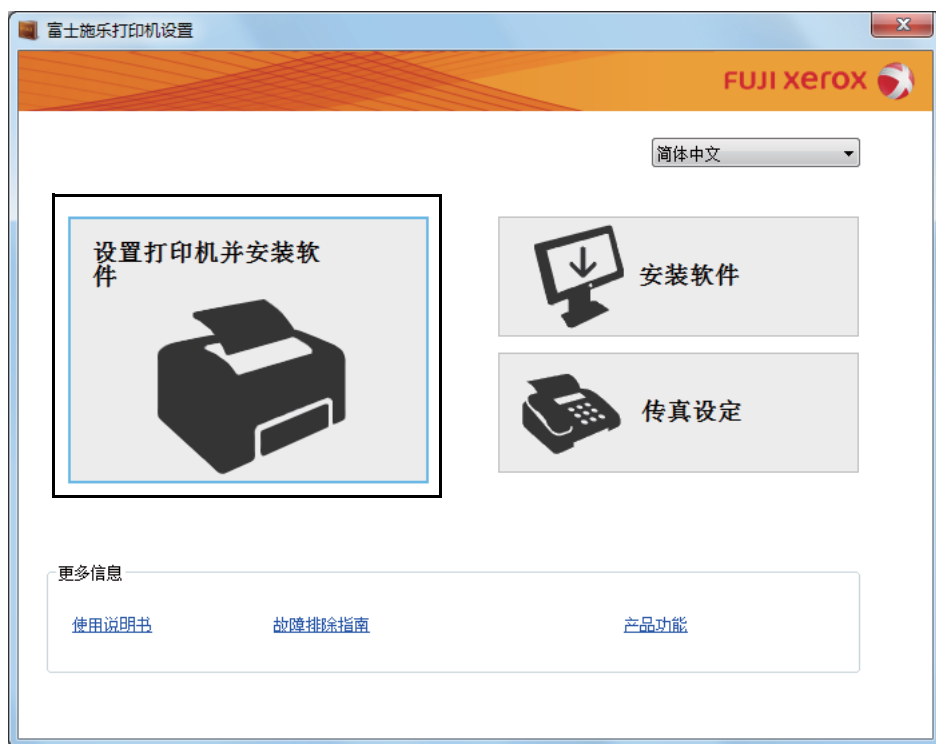 富士施乐打印机设置
FUJI xerox
简体中文
设置打印机并安装软
件
安装软件
传真设定
更多信息
使用说明书
故障排除指南
产品功能